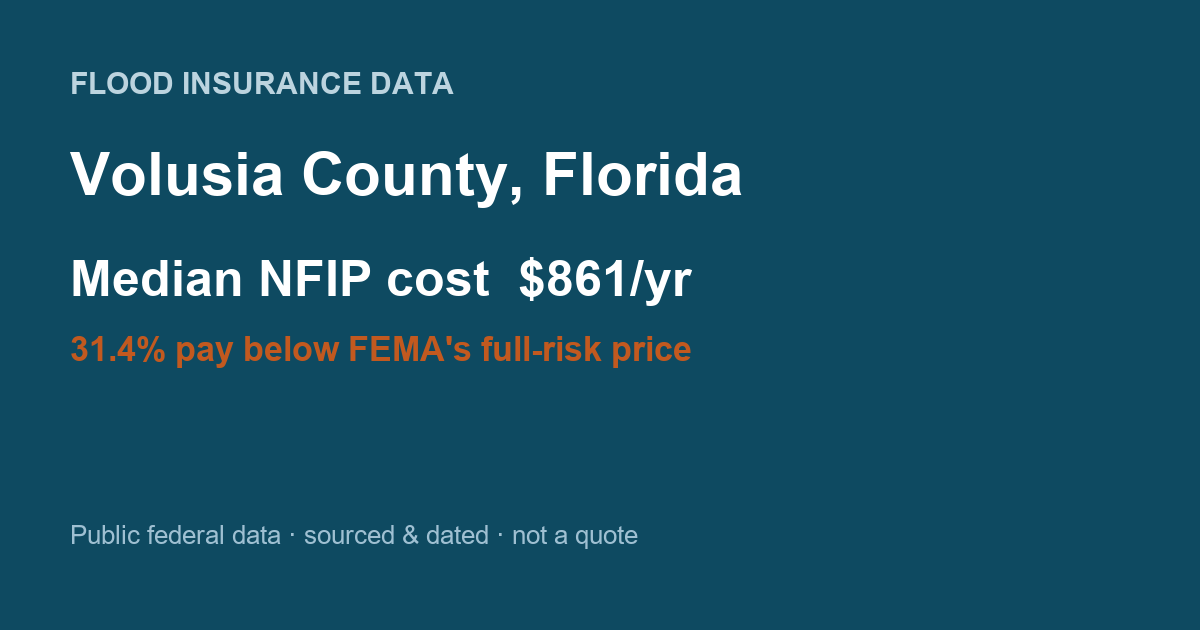 FLOOD INSURANCE DATA
Volusia County, Florida
Median NFIP cost  $861/yr
31.4% pay below FEMA's full-risk price
Public federal data · sourced & dated · not a quote